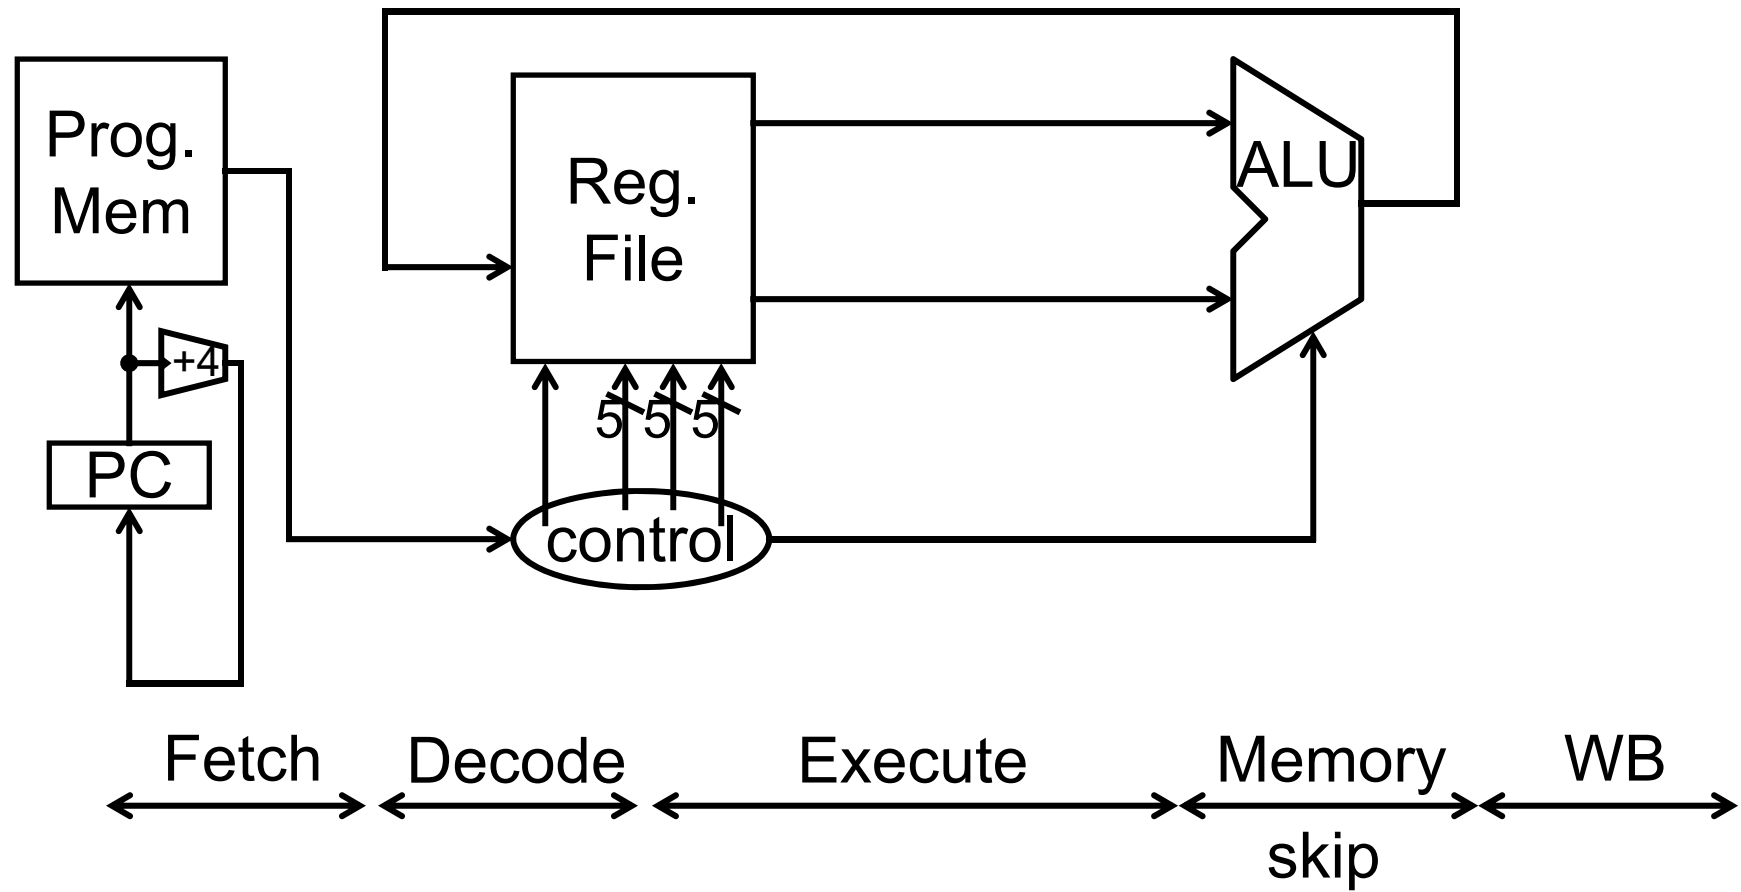 Prog.
Mem
Reg.
File
ALU
+4
5 5 5
PC
control
Fetch Decode Execute Memory WB
skip